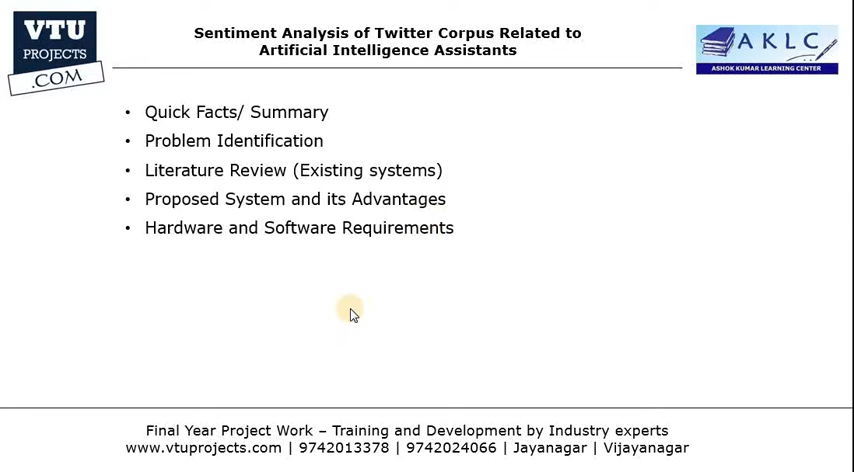 VTU
PROJECTS
.COM
Sentiment Analysis of Twitter Corpus Related to
Artificial Intelligence Assistants
AKLC
ASHOK KUMAR LEARNING CENTER
• Quick Facts/ Summary
• Problem Identification
• Literature Review (Existing systems)
• Proposed System and its Advantages
• Hardware and Software Requirements
Final Year Project Work – Training and Development by Industry experts
www.vtuprojects.com | 9742013378 | 9742024066 | Jayanagar | Vijayanagar